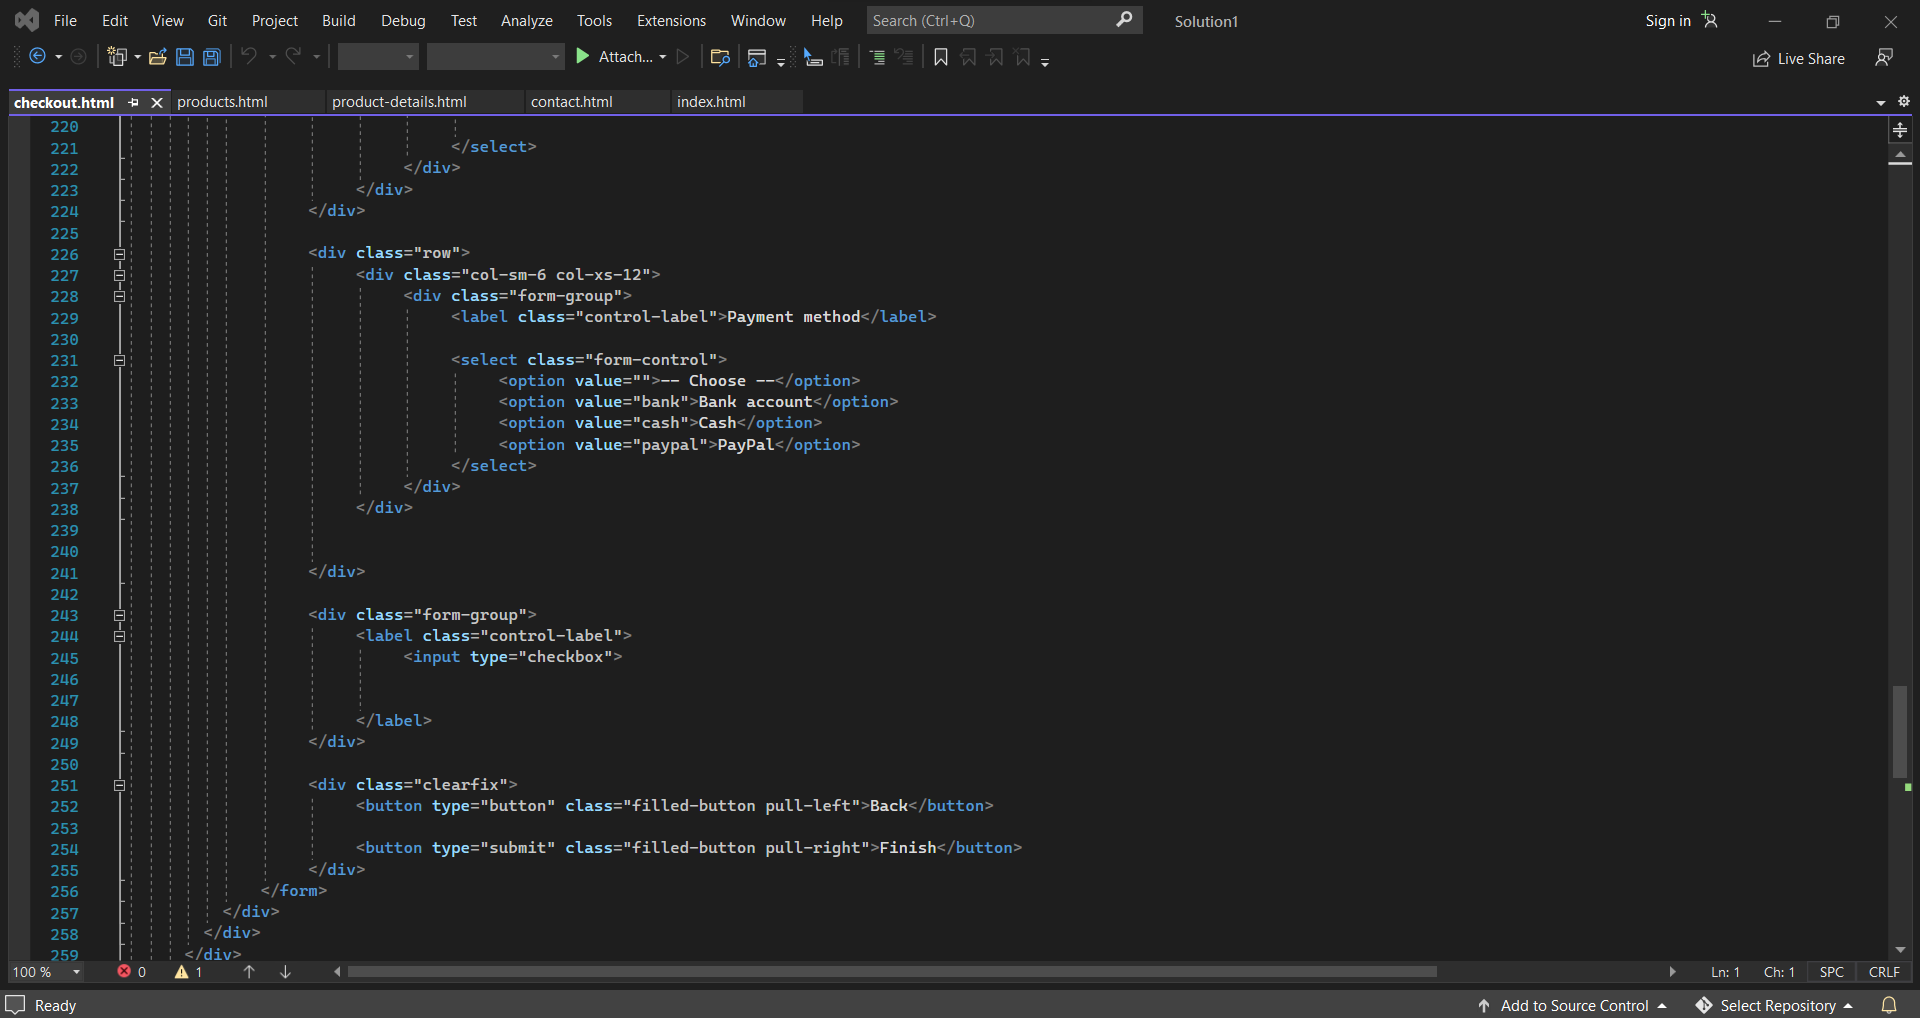 File Edit View Git Project Build Debug Test Analyze Tools Extensions Window Help Search (Ctrl+Q) Solution1 Sign in
Attach... Live Share
checkout.html products.html product-details.html contact.html index.html
220
221 </select>
222 </div>
223 </div>
224 </div>
225
226 <div class="row">
227 <div class="col-sm-6 col-xs-12">
228 <div class="form-group">
229 <label class="control-label">Payment method</label>
230
231 <select class="form-control">
232 <option value="">-- Choose --</option>
233 <option value="bank">Bank account</option>
234 <option value="cash">Cash</option>
235 <option value="paypal">PayPal</option>
236 </select>
237 </div>
238 </div>
239
240
241 </div>
242
243 <div class="form-group">
244 <label class="control-label">
245 <input type="checkbox">
246
247
248 </label>
249 </div>
250
251 <div class="clearfix">
252 <button type="button" class="filled-button pull-left">Back</button>
253
254 <button type="submit" class="filled-button pull-right">Finish</button>
255 </div>
256 </form>
257 </div>
258 </div>
259 </div>
100 % 0 1 Ln: 1 Ch: 1 SPC CRLF
Ready Add to Source Control Select Repository